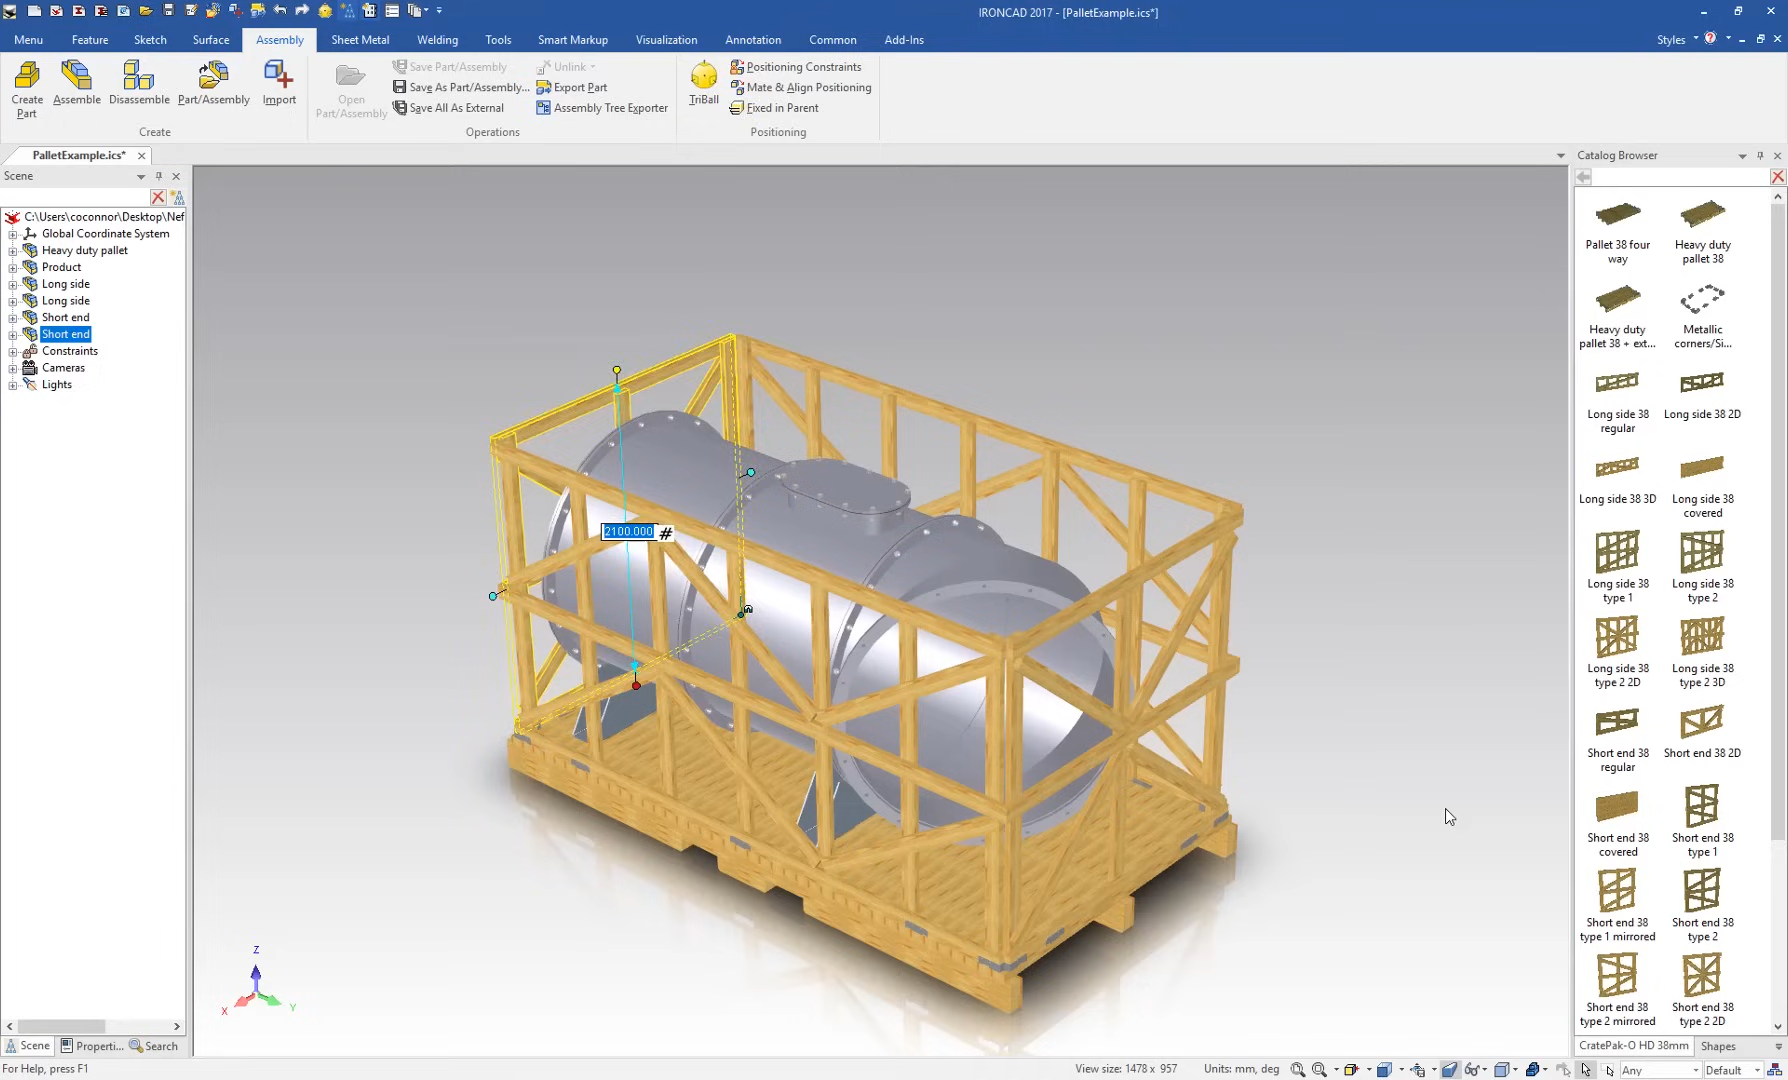 IRONCAD 2017 - [PalletExample.ics*]
Menu Feature Sketch Surface Assembly Sheet Metal Welding Tools Smart Markup Visualization Annotation Common Add-Ins Styles
Create Part
Assemble
Disassemble
Part/Assembly
Import
Create
Open Part/Assembly
Save Part/Assembly
Save As Part/Assembly...
Save All As External
Unlink
Export Part
Assembly Tree Exporter
Operations
TriBall
Positioning Constraints
Mate & Align Positioning
Fixed in Parent
Positioning
PalletExample.ics*
Scene
C:\Users\coconnor\Desktop\Nef
Global Coordinate System
Heavy duty pallet
Product
Long side
Long side
Short end
Short end
Constraints
Cameras
Lights
2100.000 #
Z
X Y
Catalog Browser
Pallet 38 four way
Heavy duty pallet 38
Heavy duty pallet 38 + ext...
Metallic corners/Si...
Long side 38 regular
Long side 38 2D
Long side 38 3D
Long side 38 covered
Long side 38 type 1
Long side 38 type 2
Long side 38 type 2 2D
Long side 38 type 2 3D
Short end 38 regular
Short end 38 2D
Short end 38 covered
Short end 38 type 1
Short end 38 type 1 mirrored
Short end 38 type 2
Short end 38 type 2 mirrored
Short end 38 type 2 2D
CratePak-O HD 38mm Shapes
Scene Properti... Search
For Help, press F1
View size: 1478 x 957
Units: mm, deg
Any
Default